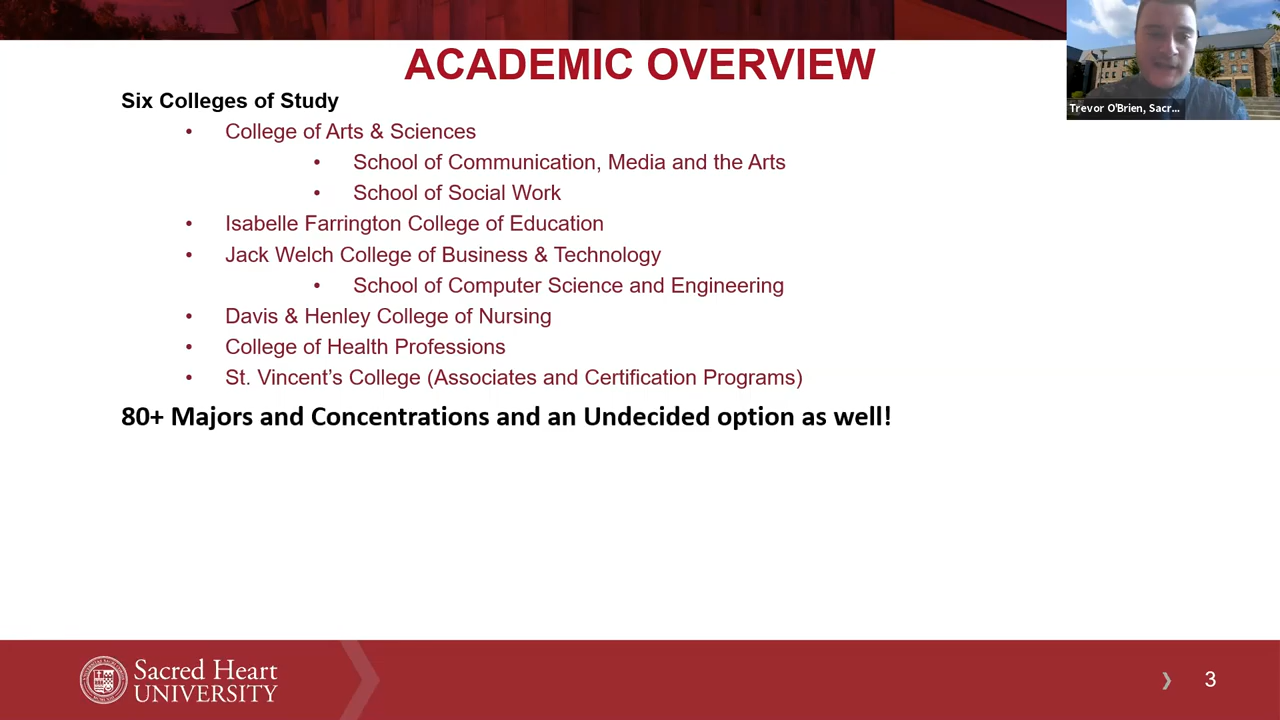 ACADEMIC OVERVIEW
Six Colleges of Study
• College of Arts & Sciences
• School of Communication, Media and the Arts
• School of Social Work
• Isabelle Farrington College of Education
• Jack Welch College of Business & Technology
• School of Computer Science and Engineering
• Davis & Henley College of Nursing
• College of Health Professions
• St. Vincent’s College (Associates and Certification Programs)
80+ Majors and Concentrations and an Undecided option as well!
Trevor O'Brien, Sacr...
Sacred Heart
UNIVERSITY
3